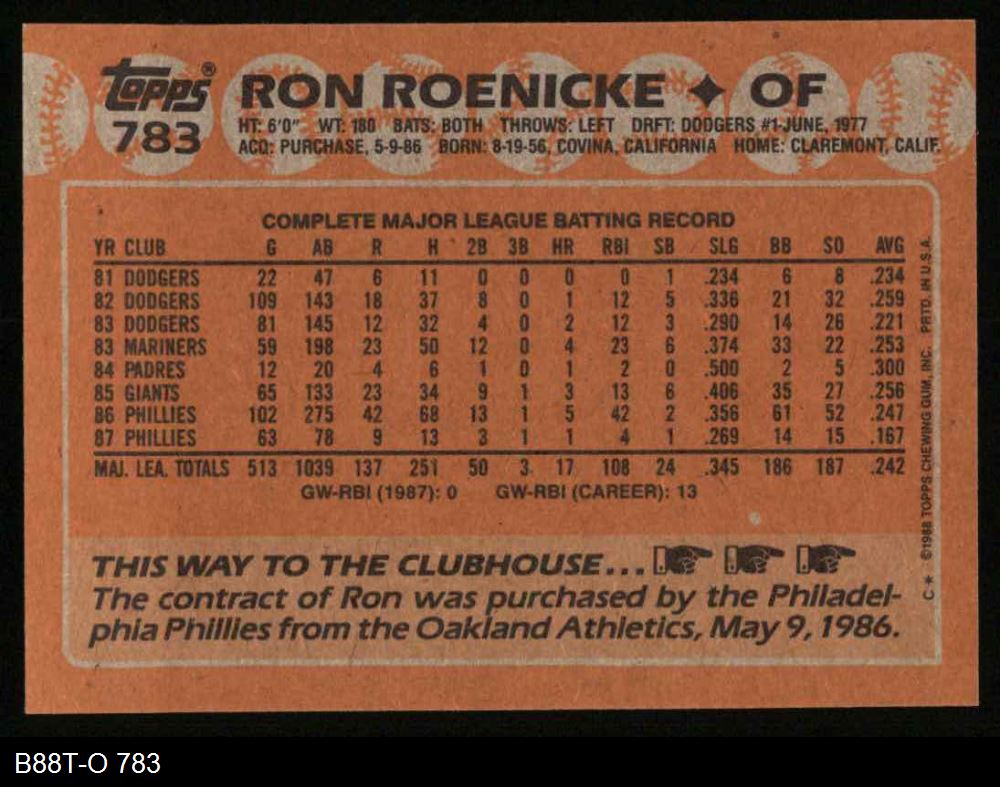 topps® RON ROENICKE ✦ OF
783
HT: 6'0" WT: 180 BATS: BOTH THROWS: LEFT DRFT: DODGERS #1-JUNE, 1977
ACQ: PURCHASE, 5-9-86 BORN: 8-19-56, COVINA, CALIFORNIA HOME: CLAREMONT, CALIF.
COMPLETE MAJOR LEAGUE BATTING RECORD
YR CLUB G AB R H 2B 3B HR RBI SB SLG BB SO AVG
81 DODGERS 22 47 6 11 0 0 0 0 1 .234 6 8 .234
82 DODGERS 109 143 18 37 8 0 1 12 5 .336 21 32 .259
83 DODGERS 81 145 12 32 4 0 2 12 3 .290 14 26 .221
83 MARINERS 59 198 23 50 12 0 4 23 6 .374 33 22 .253
84 PADRES 12 20 4 6 1 0 1 2 0 .500 2 5 .300
85 GIANTS 65 133 23 34 9 1 3 13 6 .406 35 27 .256
86 PHILLIES 102 275 42 68 13 1 5 42 2 .356 61 52 .247
87 PHILLIES 63 78 9 13 3 1 1 4 1 .269 14 15 .167
MAJ. LEA. TOTALS 513 1039 137 251 50 3 17 108 24 .345 186 187 .242
GW-RBI (1987): 0 GW-RBI (CAREER): 13
THIS WAY TO THE CLUBHOUSE...
The contract of Ron was purchased by the Philadel-
phia Phillies from the Oakland Athletics, May 9, 1986.
C* ©1988 TOPPS CHEWING GUM, INC. PRTD. IN U.S.A.
B88T-O 783